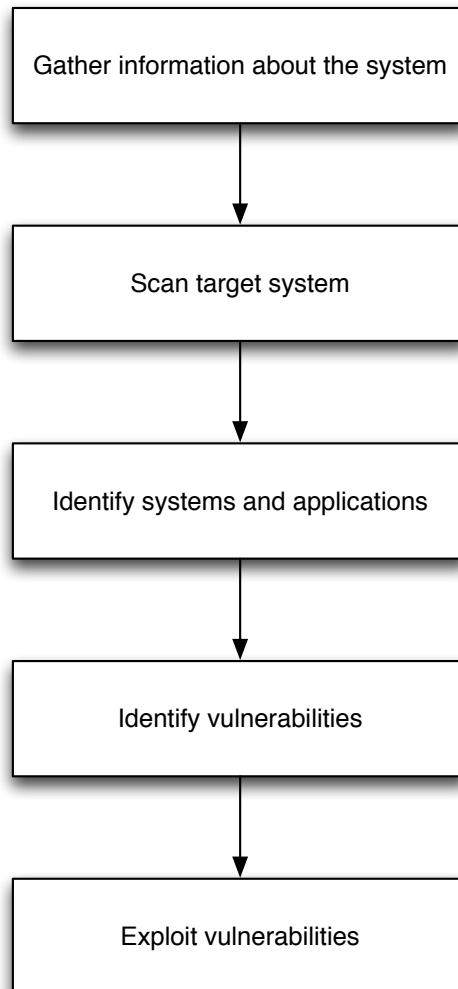 Gather information about the system
Scan target system
Identify systems and applications
Identify vulnerabilities
Exploit vulnerabilities